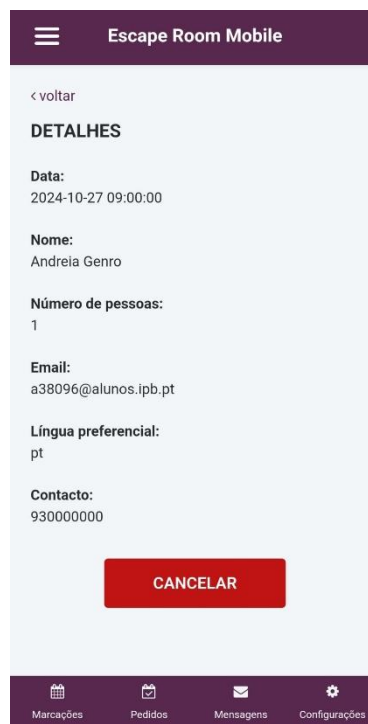 Escape Room Mobile
< voltar
DETALHES
Data:
2024-10-27 09:00:00
Nome:
Andreia Genro
Número de pessoas:
1
Email:
a38096@alunos.ipb.pt
Língua preferencial:
pt
Contacto:
930000000
CANCELAR
Marcações Pedidos Mensagens Configurações